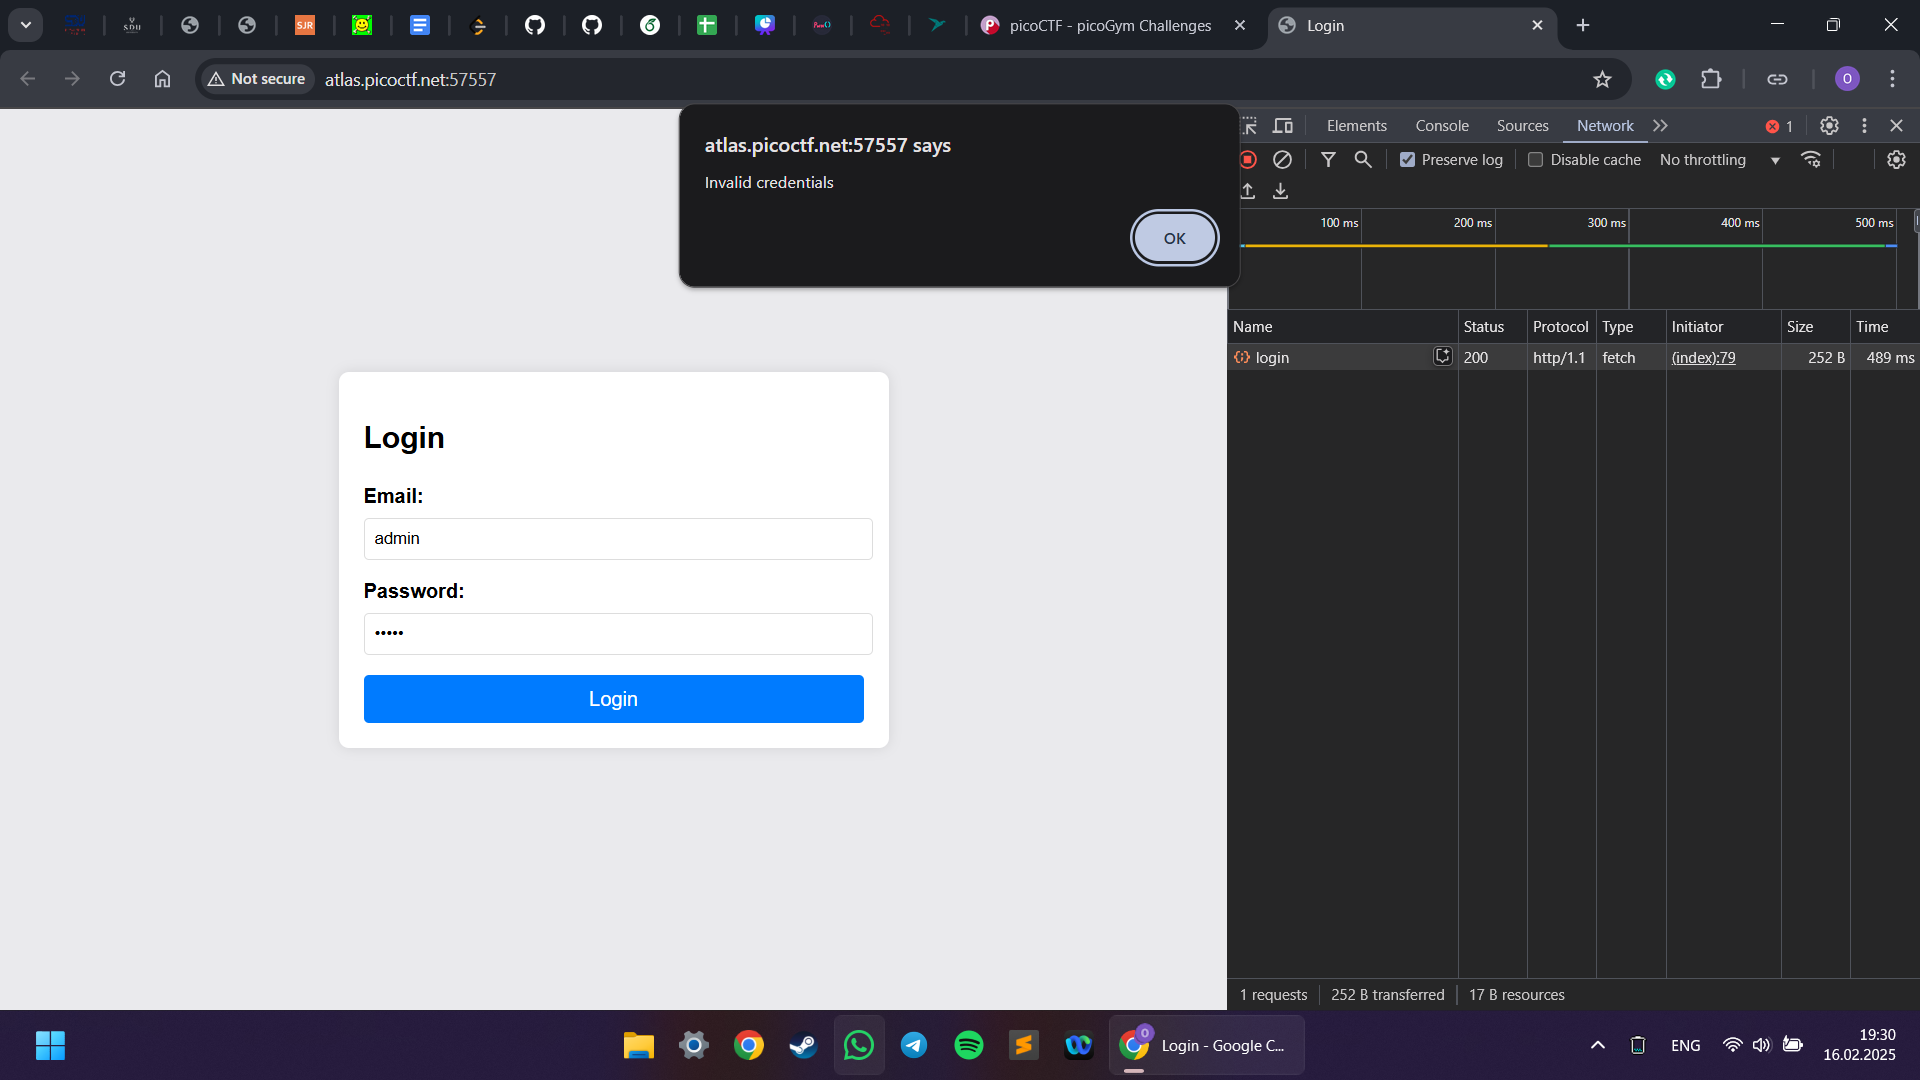 SJR
picoCTF - picoGym Challenges
Login
Not secure
atlas.picoctf.net:57557
O
atlas.picoctf.net:57557 says
Invalid credentials
OK
Elements
Console
Sources
Network
1
Preserve log
Disable cache
No throttling
100 ms
200 ms
300 ms
400 ms
500 ms
Name
Status
Protocol
Type
Initiator
Size
Time
login
200
http/1.1
fetch
(index):79
252 B
489 ms
Login
Email:
admin
Password:
•••••
Login
1 requests
252 B transferred
17 B resources
Login - Google C...
ENG
19:30
16.02.2025